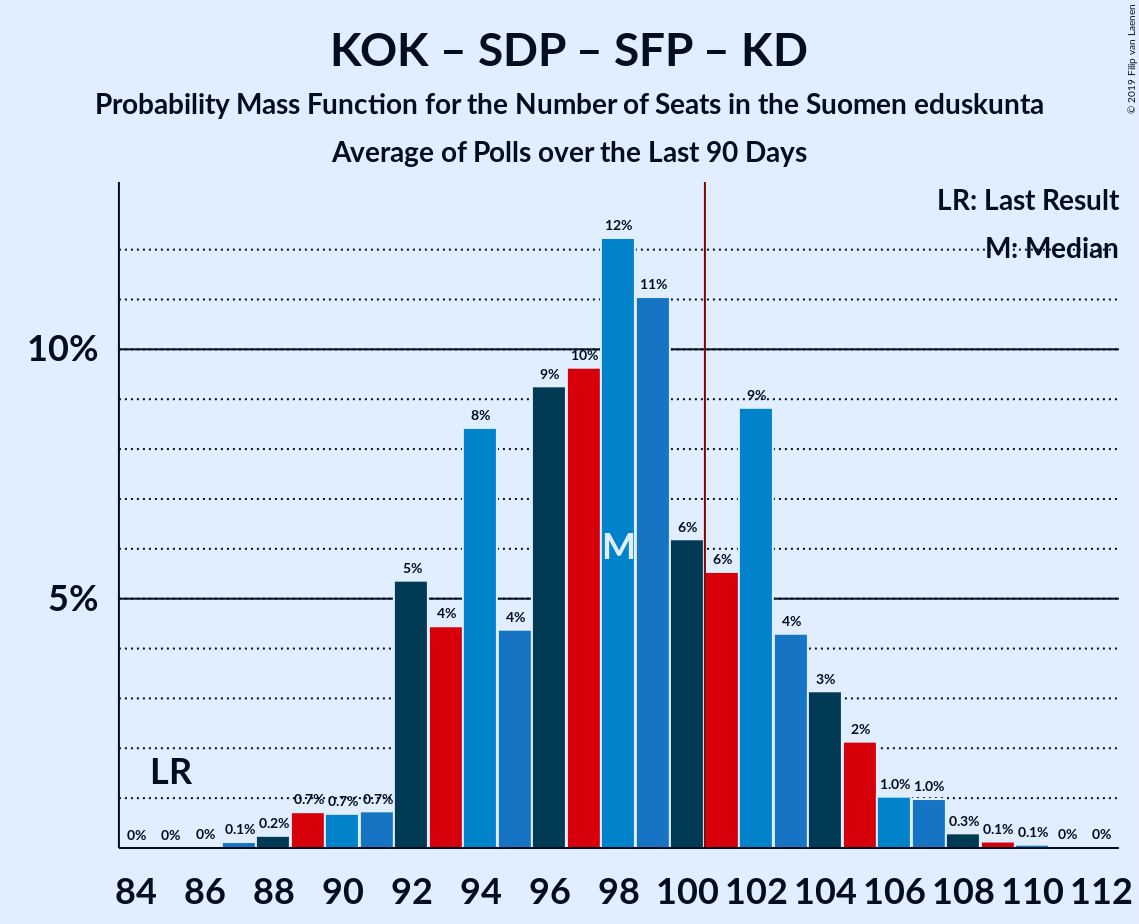 © 2019 Filip van Laenen
KOK – SDP – SFP – KD
Probability Mass Function for the Number of Seats in the Suomen eduskunta
Average of Polls over the Last 90 Days
LR: Last Result
M: Median
10%
5%
LR
M
0% 0% 0% 0.1% 0.2% 0.7% 0.7% 0.7% 5% 4% 8% 4% 9% 10% 12% 11% 6% 6% 9% 4% 3% 2% 1.0% 1.0% 0.3% 0.1% 0.1% 0% 0%
84 86 88 90 92 94 96 98 100 102 104 106 108 110 112